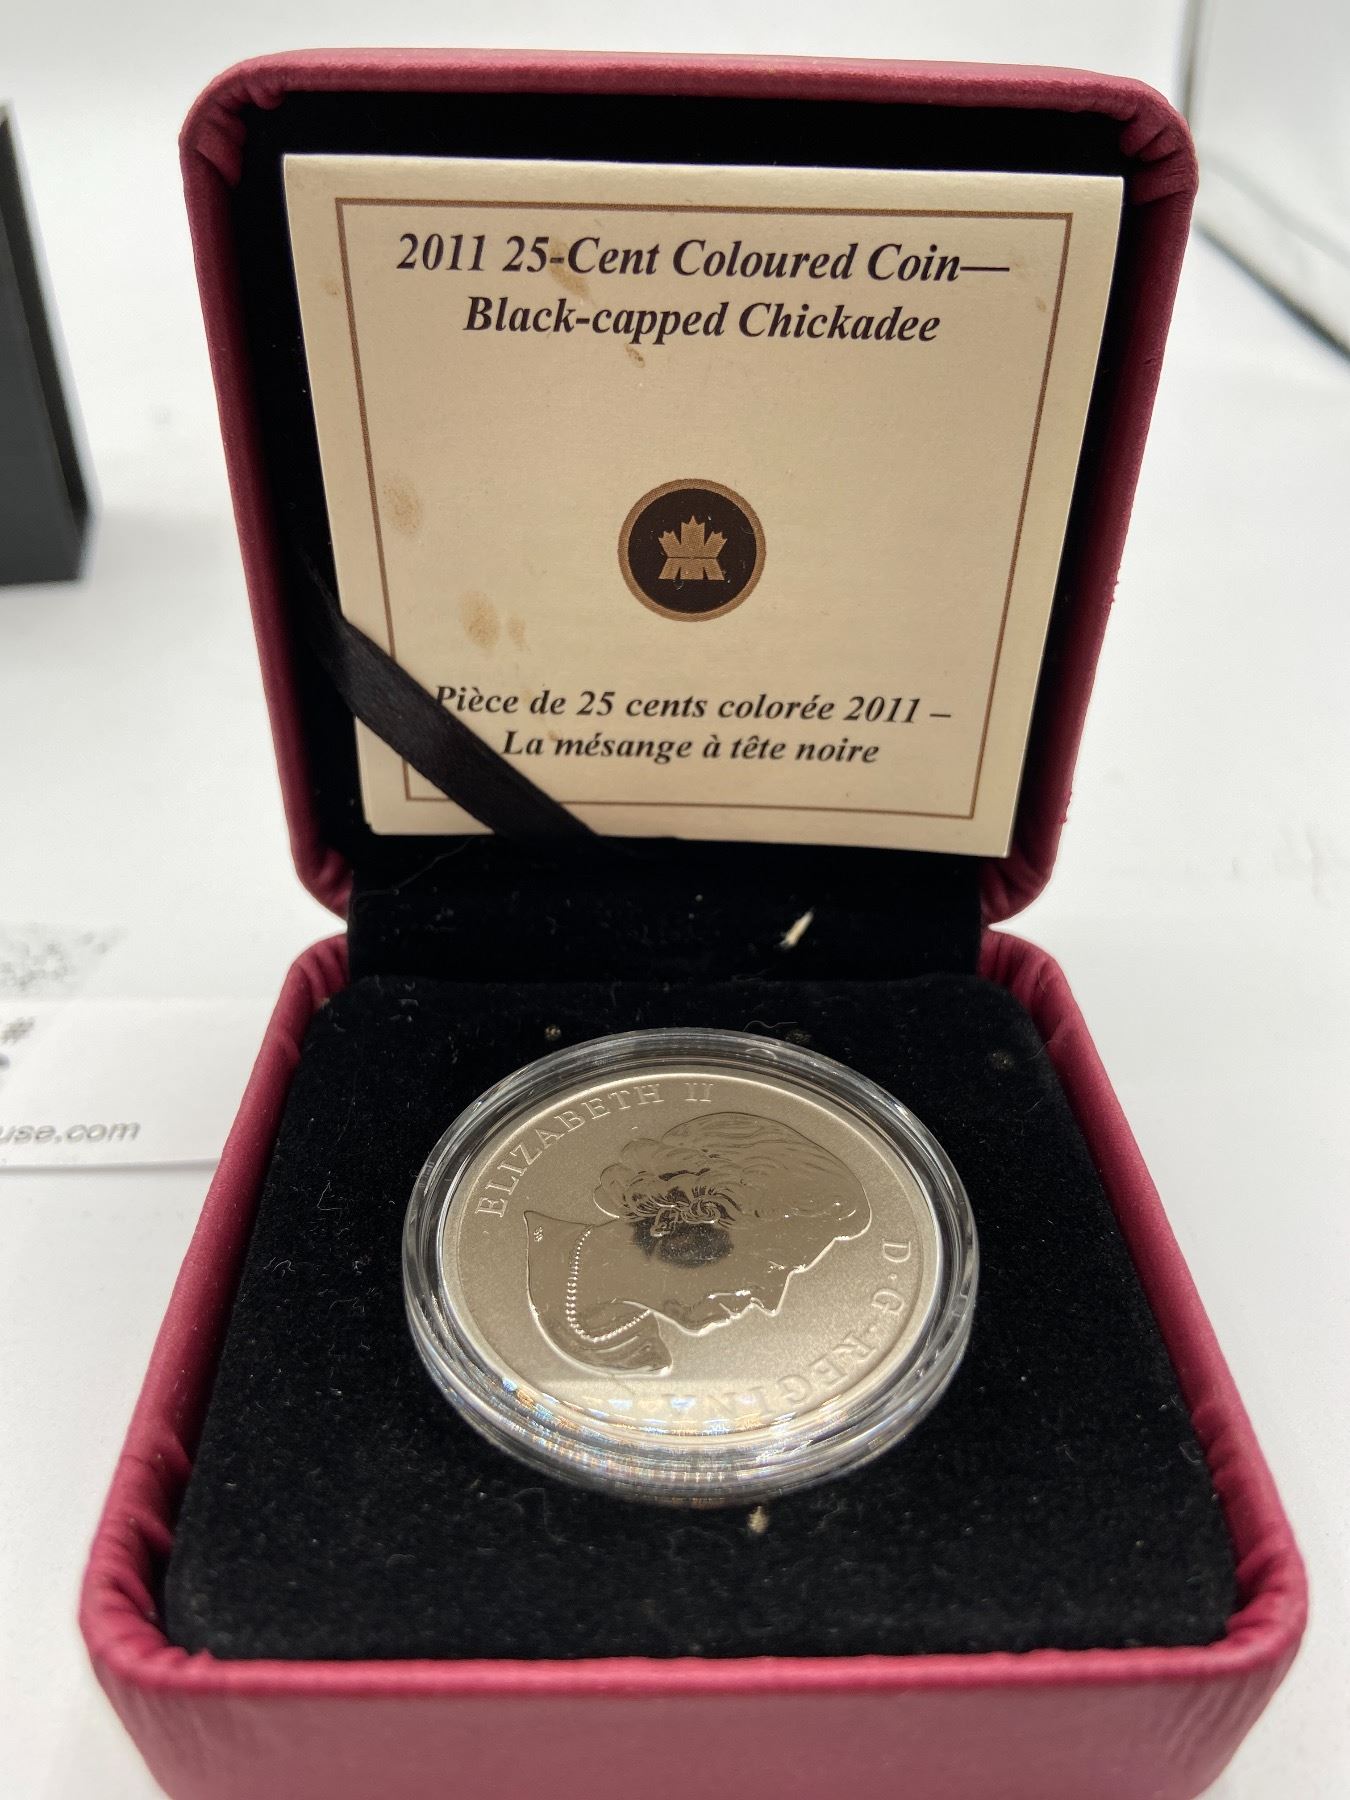 2011 25-Cent Coloured Coin—
Black-capped Chickadee
Pièce de 25 cents colorée 2011 –
La mésange à tête noire
ELIZABETH II
D·G·REGINA
#
use.com